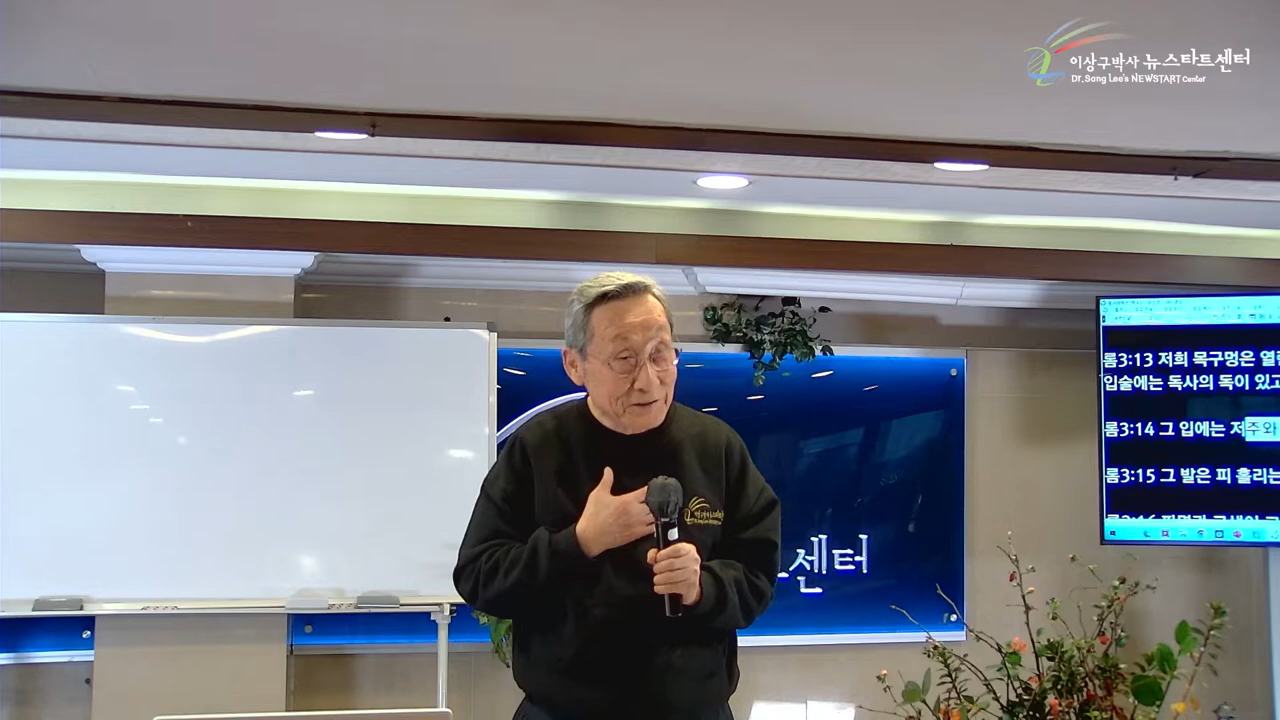 이상구박사 뉴스타트센터
Dr. Sang Lee's NEWSTART Center
롬3:13 저희 목구멍은 열린
입술에는 독사의 독이 있고
롬3:14 그 입에는 저주와
롬3:15 그 발은 피 흘리는
센터